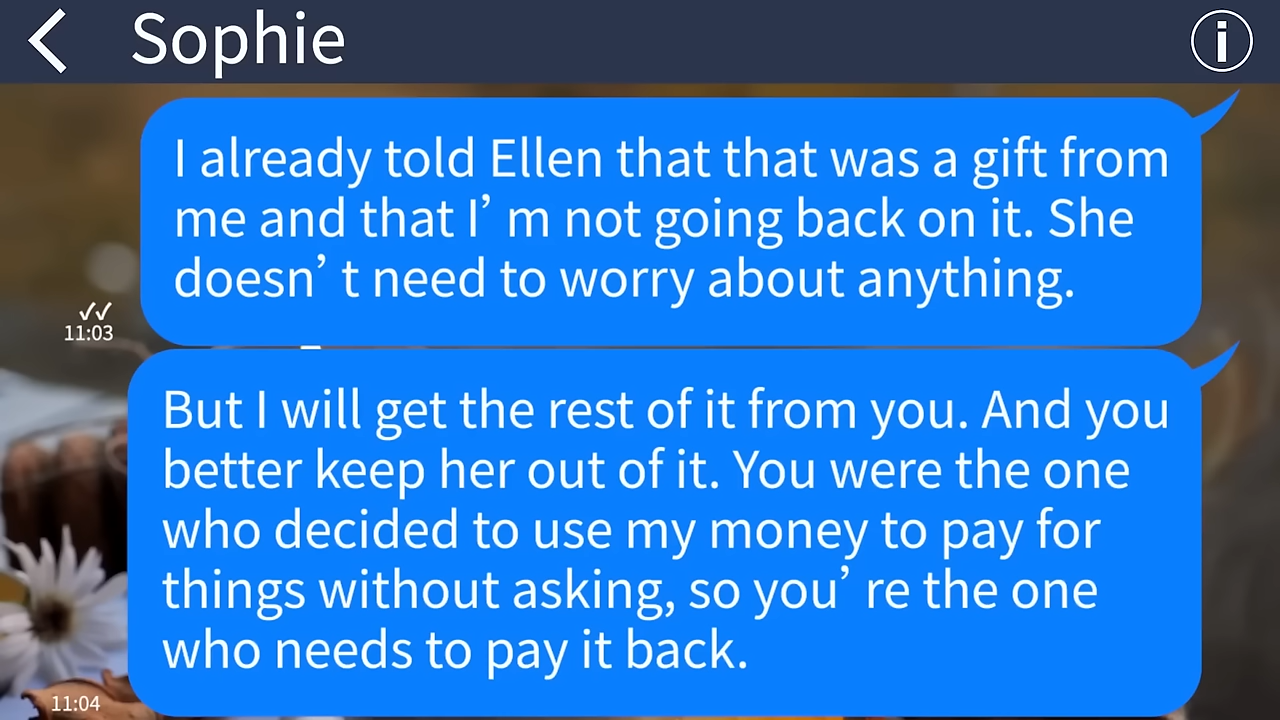 Sophie
I already told Ellen that that was a gift from
me and that I’ m not going back on it. She
doesn’ t need to worry about anything.
11:03
But I will get the rest of it from you. And you
better keep her out of it. You were the one
who decided to use my money to pay for
things without asking, so you’ re the one
who needs to pay it back.
11:04